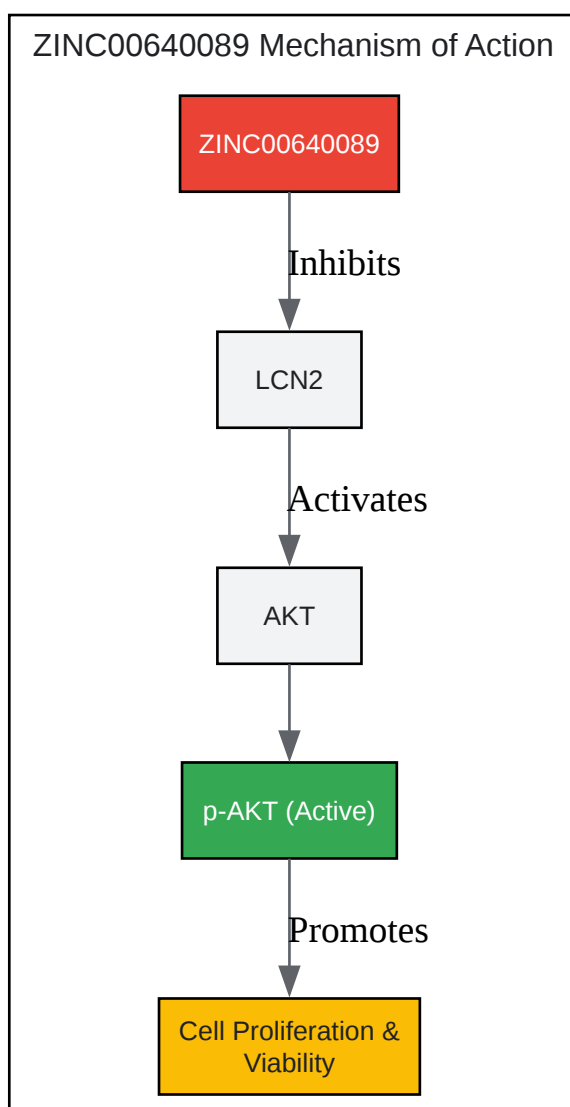 ZINC00640089 Mechanism of Action
ZINC00640089
Inhibits
LCN2
Activates
AKT
p-AKT (Active)
Promotes
Cell Proliferation &
Viability